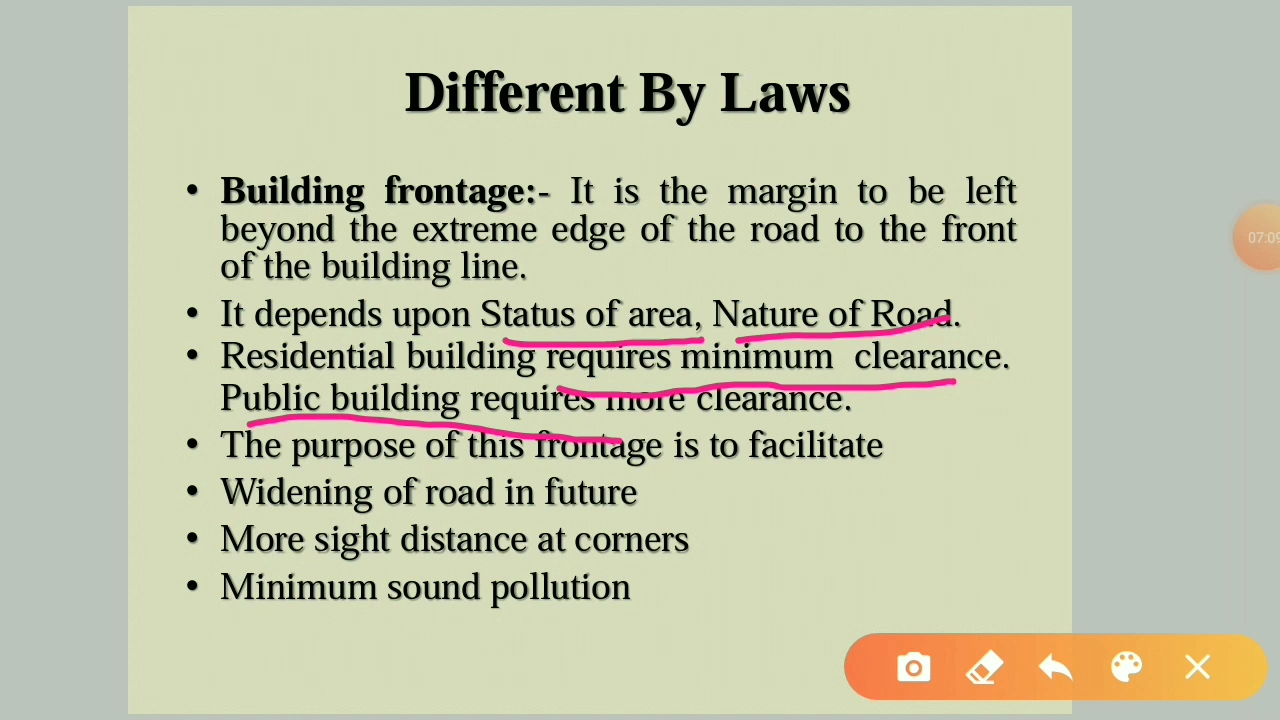 Different By Laws
• Building frontage:- It is the margin to be left
beyond the extreme edge of the road to the front
of the building line.
• It depends upon Status of area, Nature of Road.
• Residential building requires minimum clearance.
Public building requires more clearance.
• The purpose of this frontage is to facilitate
• Widening of road in future
• More sight distance at corners
• Minimum sound pollution
07:09